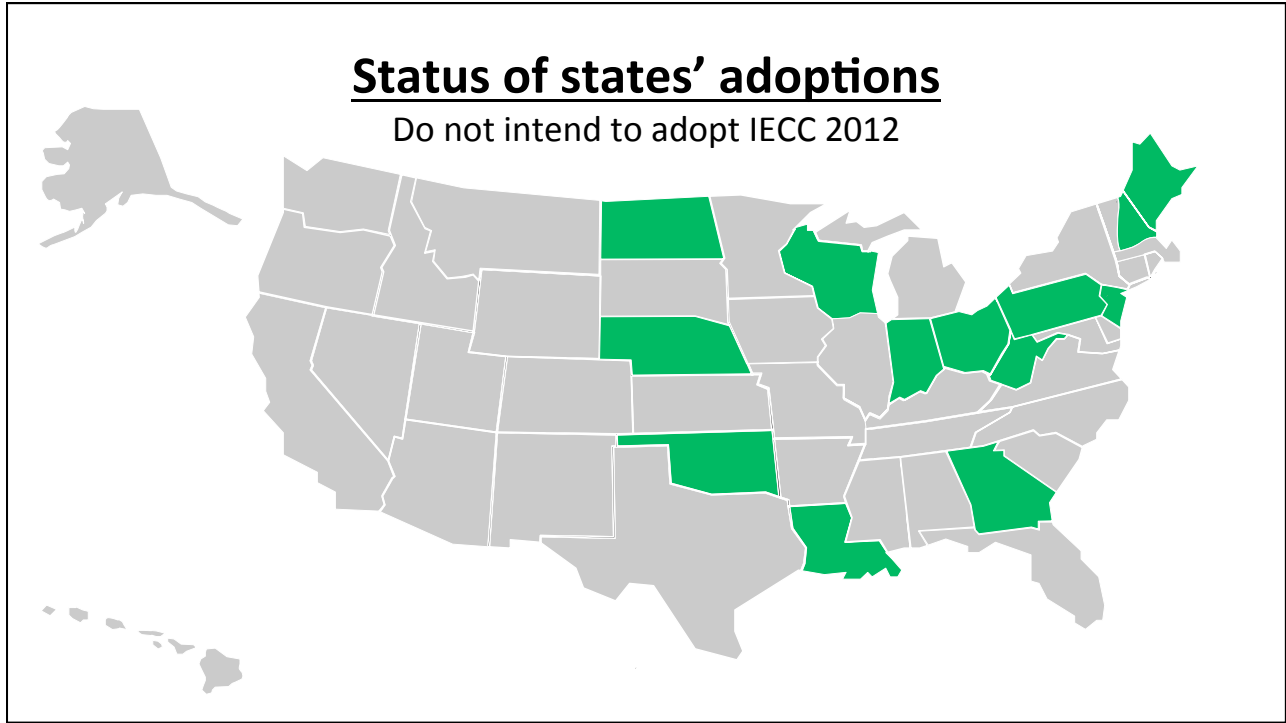 Status of states’ adoptions
Do not intend to adopt IECC 2012